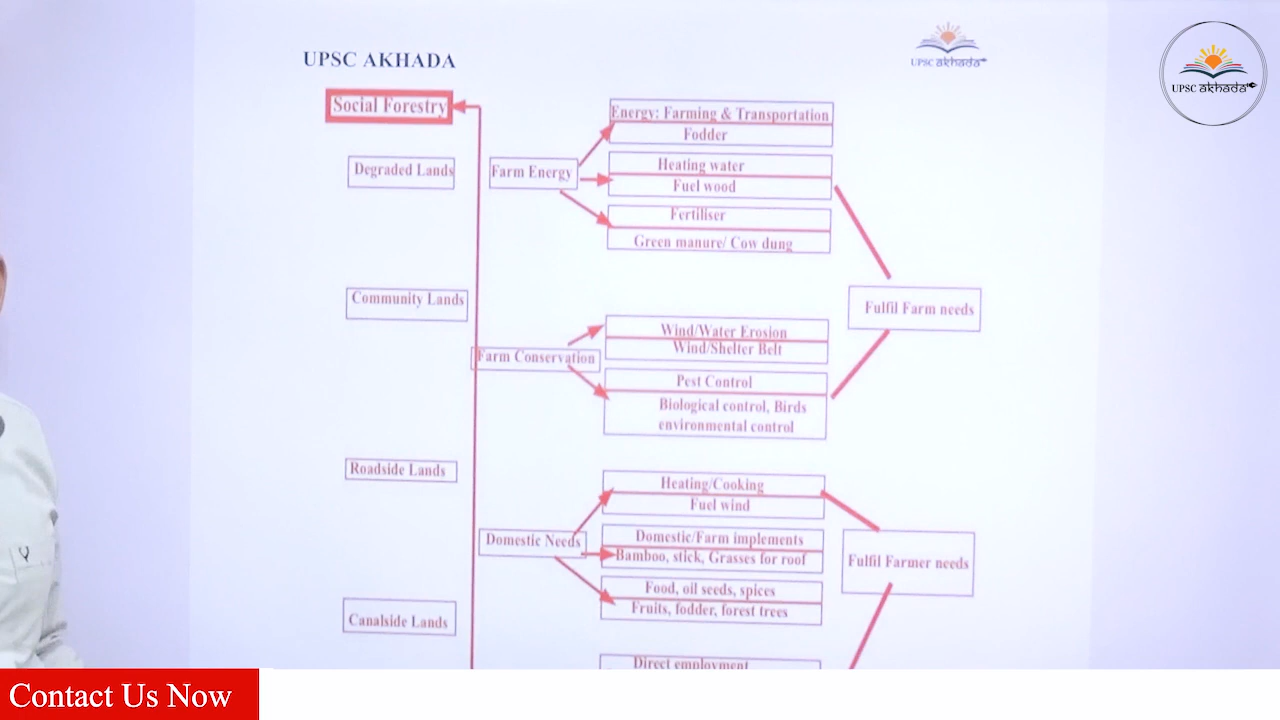 UPSC AKHADA
UPSC akhada
UPSC akhada
Social Forestry
Energy: Farming & Transportation
Fodder
Degraded Lands
Farm Energy
Heating water
Fuel wood
Fertiliser
Green manure/ Cow dung
Community Lands
Fulfil Farm needs
Wind/Water Erosion
Wind/Shelter Belt
Farm Conservation
Pest Control
Biological control, Birds
environmental control
Roadside Lands
Heating/Cooking
Fuel wind
Domestic Needs
Domestic/Farm implements
Bamboo, stick, Grasses for roof
Fulfil Farmer needs
Food, oil seeds, spices
Fruits, fodder, forest trees
Canalside Lands
Direct employment
Contact Us Now